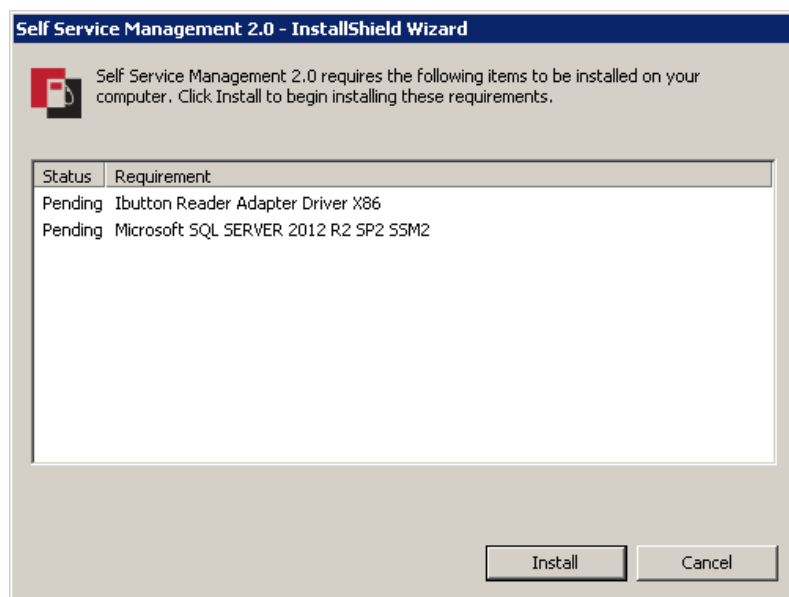 Self Service Management 2.0 - InstallShield Wizard
Self Service Management 2.0 requires the following items to be installed on your
computer. Click Install to begin installing these requirements.
Status Requirement
Pending Ibutton Reader Adapter Driver X86
Pending Microsoft SQL SERVER 2012 R2 SP2 SSM2
Install Cancel